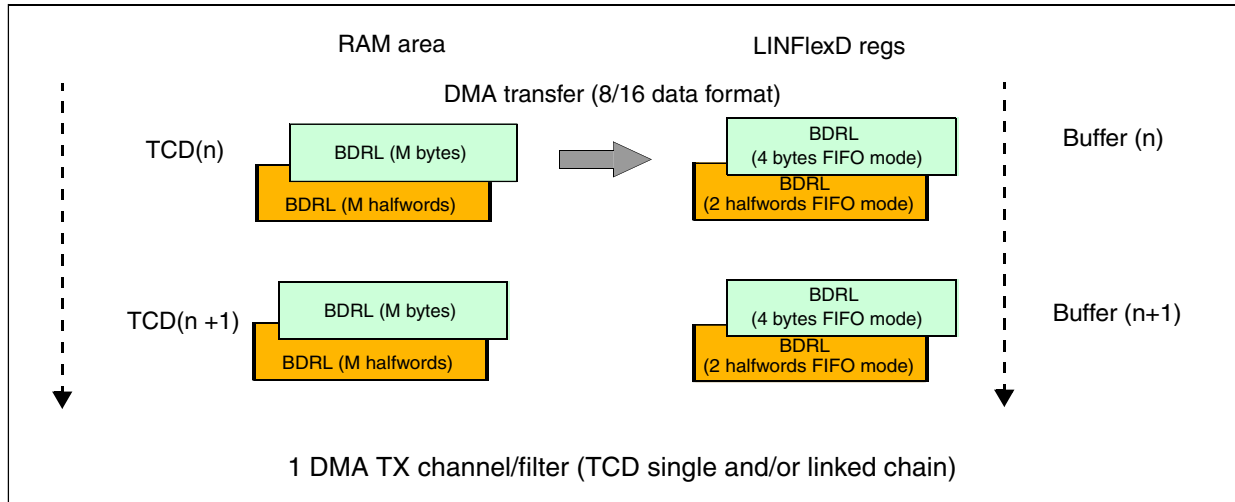 RAM area
LINFlexD regs
DMA transfer (8/16 data format)
TCD(n)
BDRL (M bytes)
BDRL (M halfwords)
BDRL
(4 bytes FIFO mode)
BDRL
(2 halfwords FIFO mode)
Buffer (n)
TCD(n +1)
BDRL (M bytes)
BDRL (M halfwords)
BDRL
(4 bytes FIFO mode)
BDRL
(2 halfwords FIFO mode)
Buffer (n+1)
1 DMA TX channel/filter (TCD single and/or linked chain)